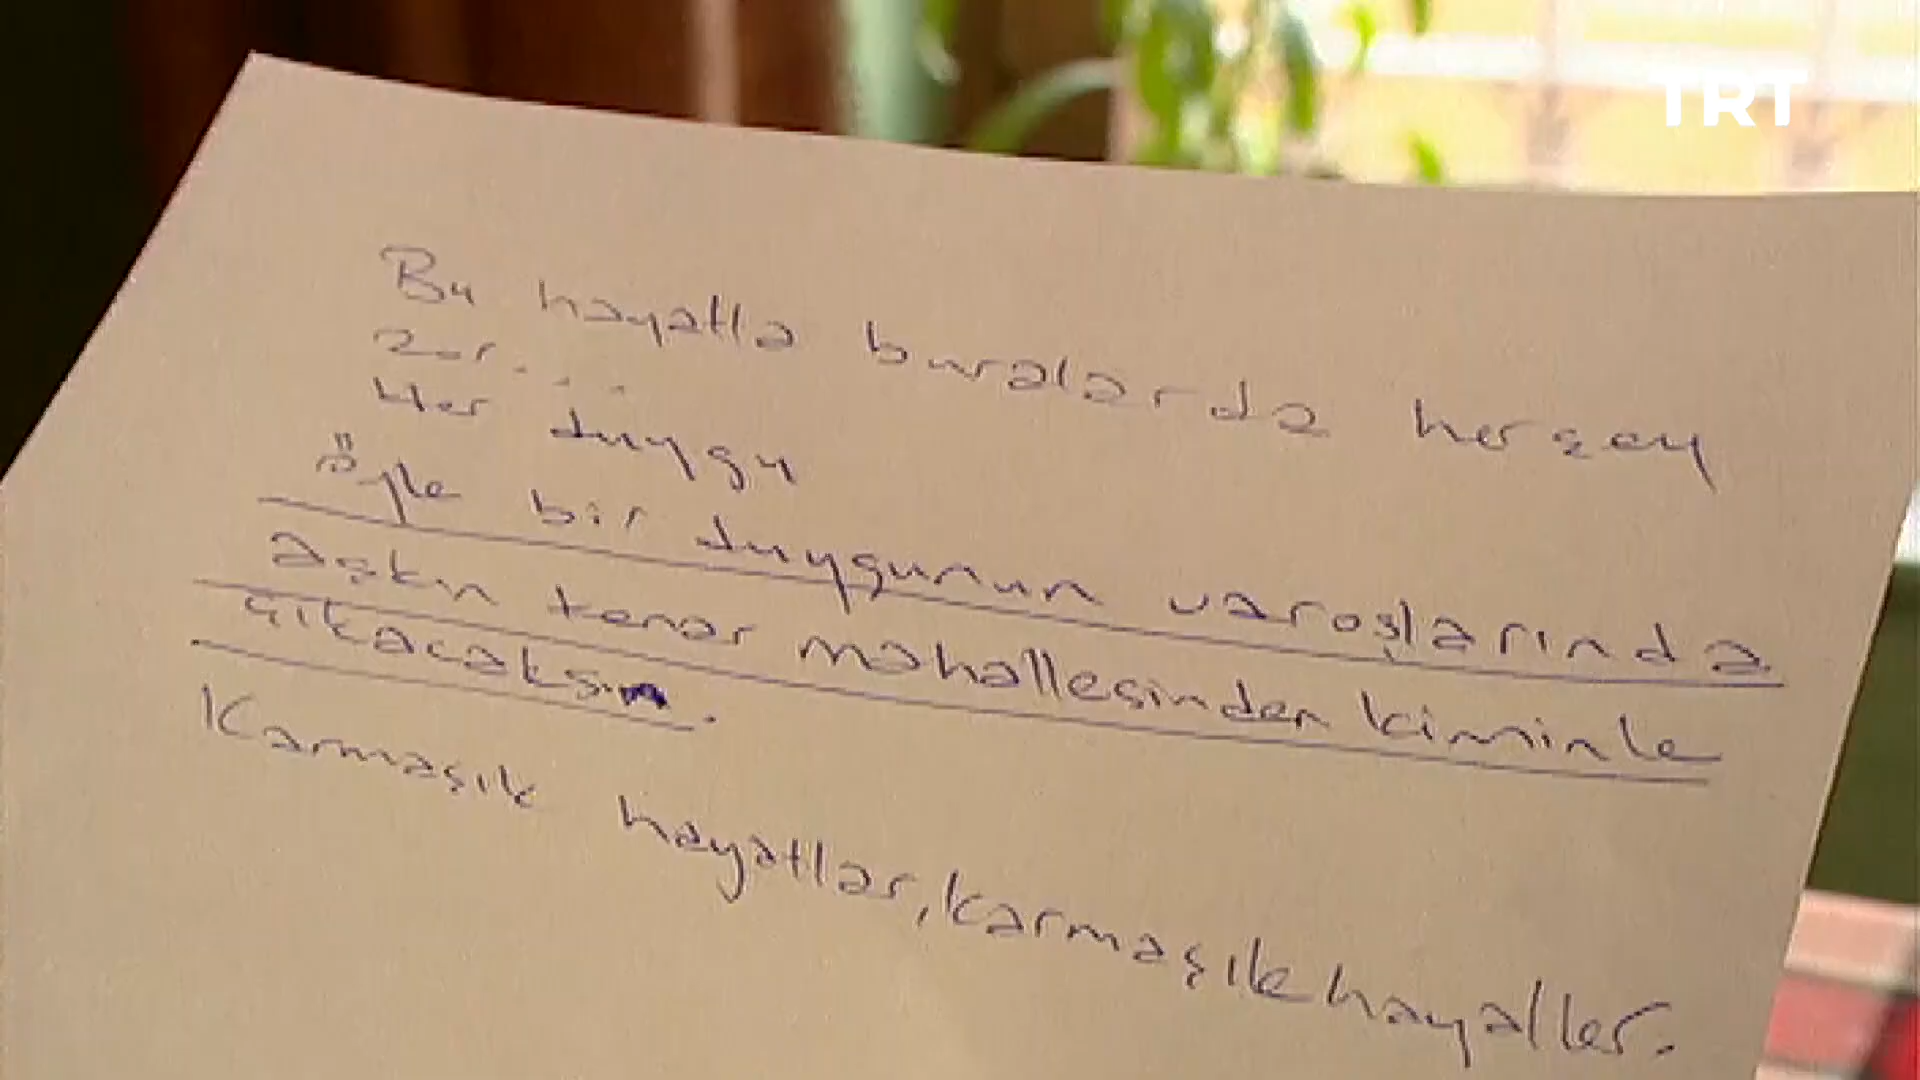 TRT
Bu hayatla buralarda herşey
zor....
Her duygu
öyle bir duygunun varoşlarında
aşkın kenar mahallesinden kiminle
çıkacaksın.
Karmaşık hayatlar, karmaşık hayaller.